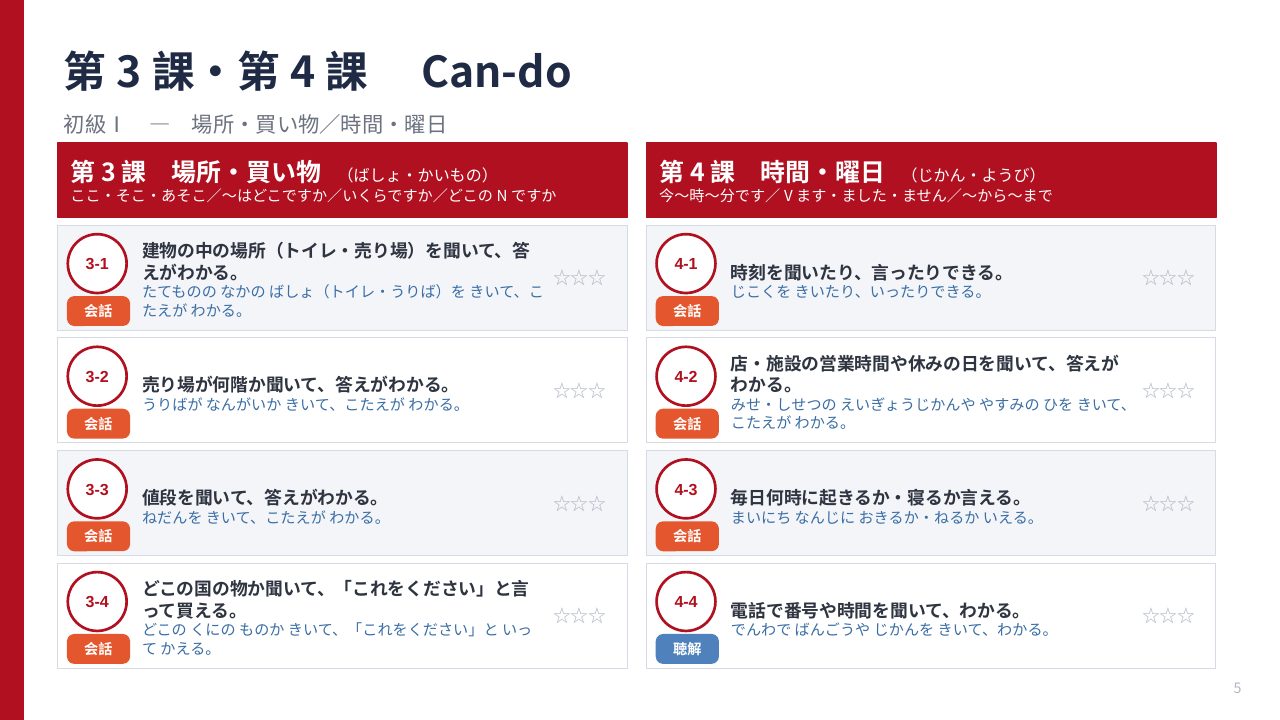 第3課・第4課　Can-do
初級Ⅰ　―　場所・買い物／時間・曜日
第3課　場所・買い物　（ばしょ・かいもの）
ここ・そこ・あそこ／～はどこですか／いくらですか／どこのNですか
3-1
会話
建物の中の場所（トイレ・売り場）を聞いて、答
えがわかる。
たてものの なかの ばしょ（トイレ・うりば）を きいて、こ
たえが わかる。
☆☆☆
3-2
会話
売り場が何階か聞いて、答えがわかる。
うりばが なんがいか きいて、こたえが わかる。
☆☆☆
3-3
会話
値段を聞いて、答えがわかる。
ねだんを きいて、こたえが わかる。
☆☆☆
3-4
会話
どこの国の物か聞いて、「これをください」と言
って買える。
どこの くにの ものか きいて、「これをください」と いっ
て かえる。
☆☆☆
第4課　時間・曜日　（じかん・ようび）
今～時～分です／Vます・ました・ません／～から～まで
4-1
会話
時刻を聞いたり、言ったりできる。
じこくを きいたり、いったりできる。
☆☆☆
4-2
会話
店・施設の営業時間や休みの日を聞いて、答えが
わかる。
みせ・しせつの えいぎょうじかんや やすみの ひを きいて、
こたえが わかる。
☆☆☆
4-3
会話
毎日何時に起きるか・寝るか言える。
まいにち なんじに おきるか・ねるか いえる。
☆☆☆
4-4
聴解
電話で番号や時間を聞いて、わかる。
でんわで ばんごうや じかんを きいて、わかる。
☆☆☆
5